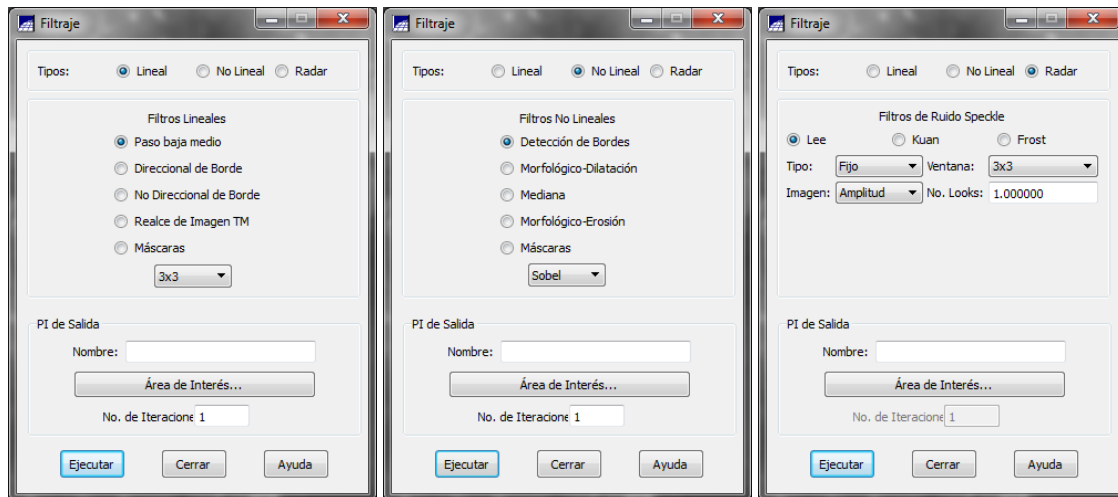 Filtraje
Tipos: Lineal No Lineal Radar
Filtros Lineales
Paso baja medio
Direccional de Borde
No Direccional de Borde
Realce de Imagen TM
Máscaras
3x3
PI de Salida
Nombre:
Área de Interés...
No. de Iteracione 1
Ejecutar Cerrar Ayuda
Filtraje
Tipos: Lineal No Lineal Radar
Filtros No Lineales
Detección de Bordes
Morfológico-Dilatación
Mediana
Morfológico-Erosión
Máscaras
Sobel
PI de Salida
Nombre:
Área de Interés...
No. de Iteracione 1
Ejecutar Cerrar Ayuda
Filtraje
Tipos: Lineal No Lineal Radar
Filtros de Ruido Speckle
Lee Kuan Frost
Tipo: Fijo Ventana: 3x3
Imagen: Amplitud No. Looks: 1.000000
PI de Salida
Nombre:
Área de Interés...
No. de Iteracione 1
Ejecutar Cerrar Ayuda